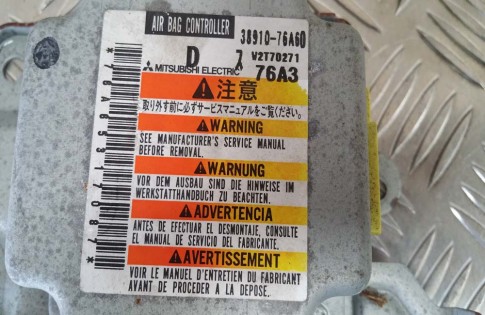 AIR BAG CONTROLLER
38910-76A60
D 7 W2T70271
MITSUBISHI ELECTRIC 76A3
注意
取り外す前に必ずサービスマニュアルをご覧ください。
WARNING
SEE MANUFACTURER'S SERVICE MANUAL
BEFORE REMOVAL.
WARNUNG
VOR DEM AUSBAU SIND DIE HINWEISE IM
WERKSTATTHANDBUCH ZU BEACHTEN.
ADVERTENCIA
ANTES DE EFECTUAR EL DESMONTAJE, CONSULTE
EL MANUAL DE SERVICIO DEL FABRICANTE.
AVERTISSEMENT
VOIR LE MANUEL D'ENTRETIEN DU FABRICANT
AVANT DE PROCEDER A LA DEPOSE.